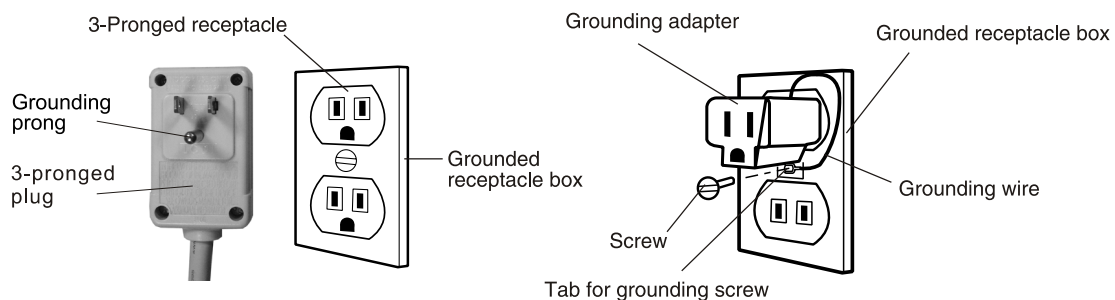 3-Pronged receptacle
Grounding
prong
3-pronged
plug
Grounded
receptacle box
Grounding adapter
Grounded receptacle box
Grounding wire
Screw
Tab for grounding screw